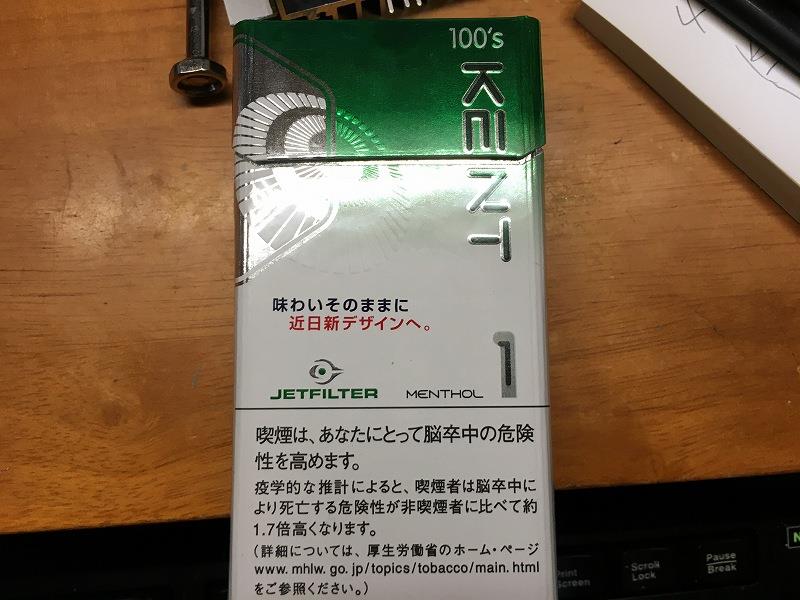 100's
KENT
味わいそのままに
近日新デザインへ。
JETFILTER
MENTHOL
1
喫煙は、あなたにとって脳卒中の危険
性を高めます。
疫学的な推計によると、喫煙者は脳卒中に
より死亡する危険性が非喫煙者に比べて約
1.7倍高くなります。
(詳細については、厚生労働省のホーム・ページ
www.mhlw.go.jp/topics/tobacco/main.html
をご参照ください。)
Print
Screen
Scroll
Lock
Pause
Break
N